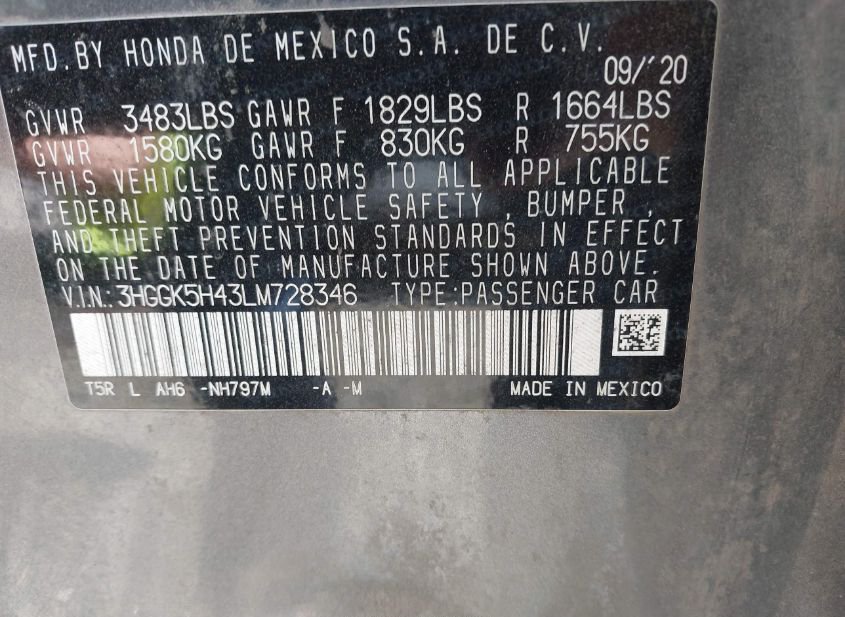 MFD.BY HONDA DE MEXICO S.A. DE C.V.
09/'20
GVWR 3483LBS GAWR F 1829LBS R 1664LBS
GVWR 1580KG GAWR F 830KG R 755KG
THIS VEHICLE CONFORMS TO ALL APPLICABLE
FEDERAL MOTOR VEHICLE SAFETY , BUMPER ,
AND THEFT PREVENTION STANDARDS IN EFFECT
ON THE DATE OF MANUFACTURE SHOWN ABOVE.
V.I.N.:3HGGK5H43LM728346 TYPE:PASSENGER CAR
T5R L AH6 -NH797M -A -M MADE IN MEXICO